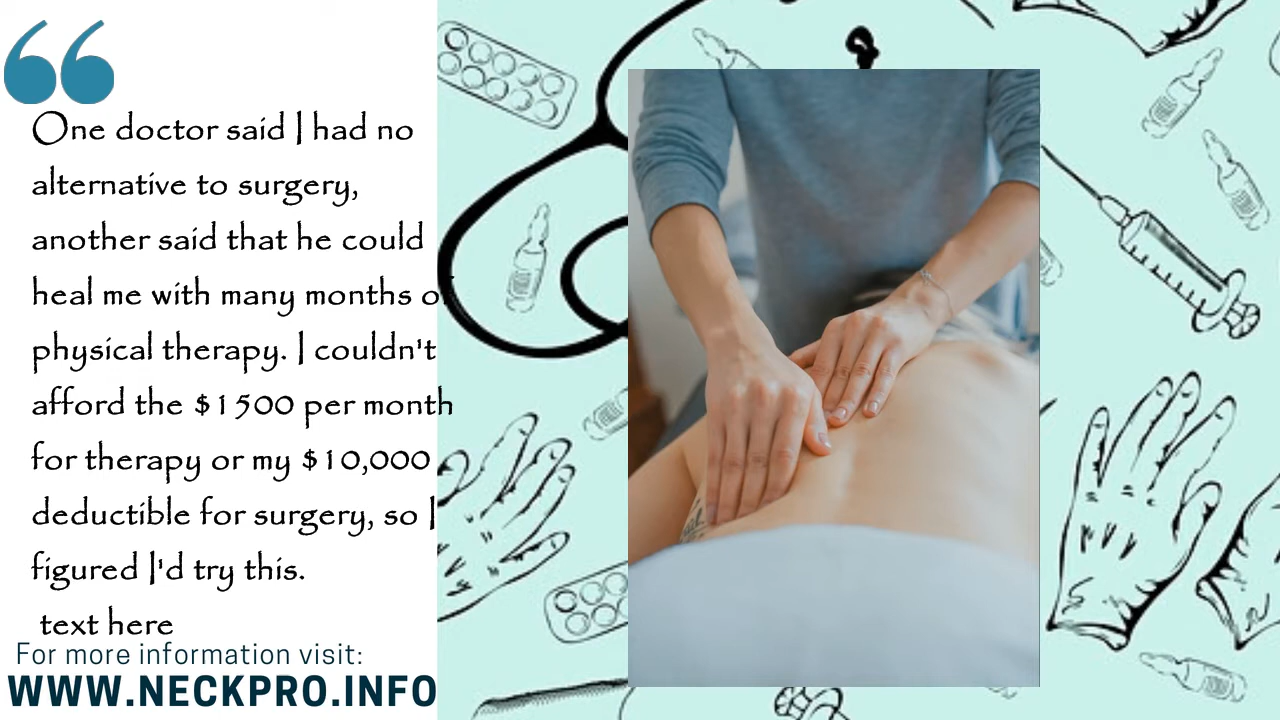 One doctor said I had no
alternative to surgery,
another said that he could
heal me with many months of
physical therapy. I couldn't
afford the $1500 per month
for therapy or my $10,000
deductible for surgery, so I
figured I'd try this.
text here
For more information visit:
WWW.NECKPRO.INFO